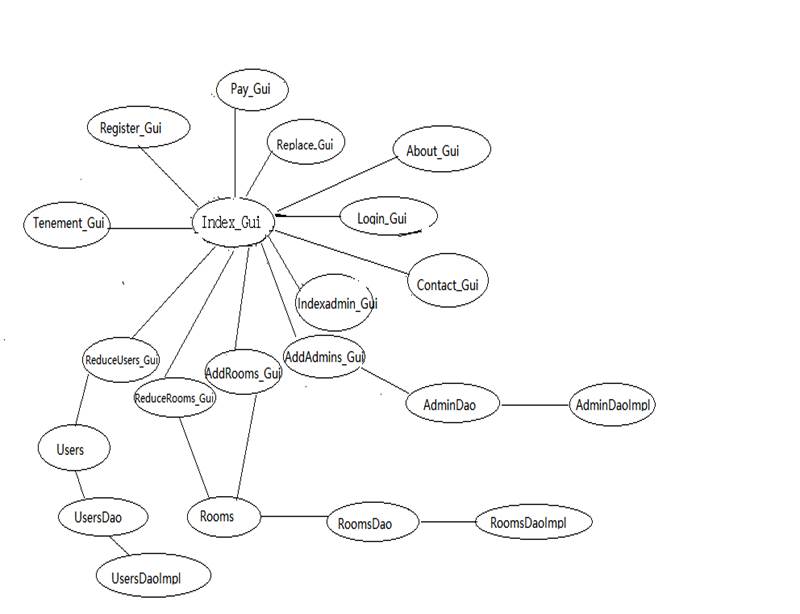 Pay_Gui
Register_Gui
Replace_Gui
About_Gui
Tenement_Gui
Index_Gui
Login_Gui
Contact_Gui
Indexadmin_Gui
ReduceUsers_Gui
AddRooms_Gui
AddAdmins_Gui
ReduceRooms_Gui
AdminDao
AdminDaoImpl
Users
UsersDao
Rooms
RoomsDao
RoomsDaoImpl
UsersDaoImpl